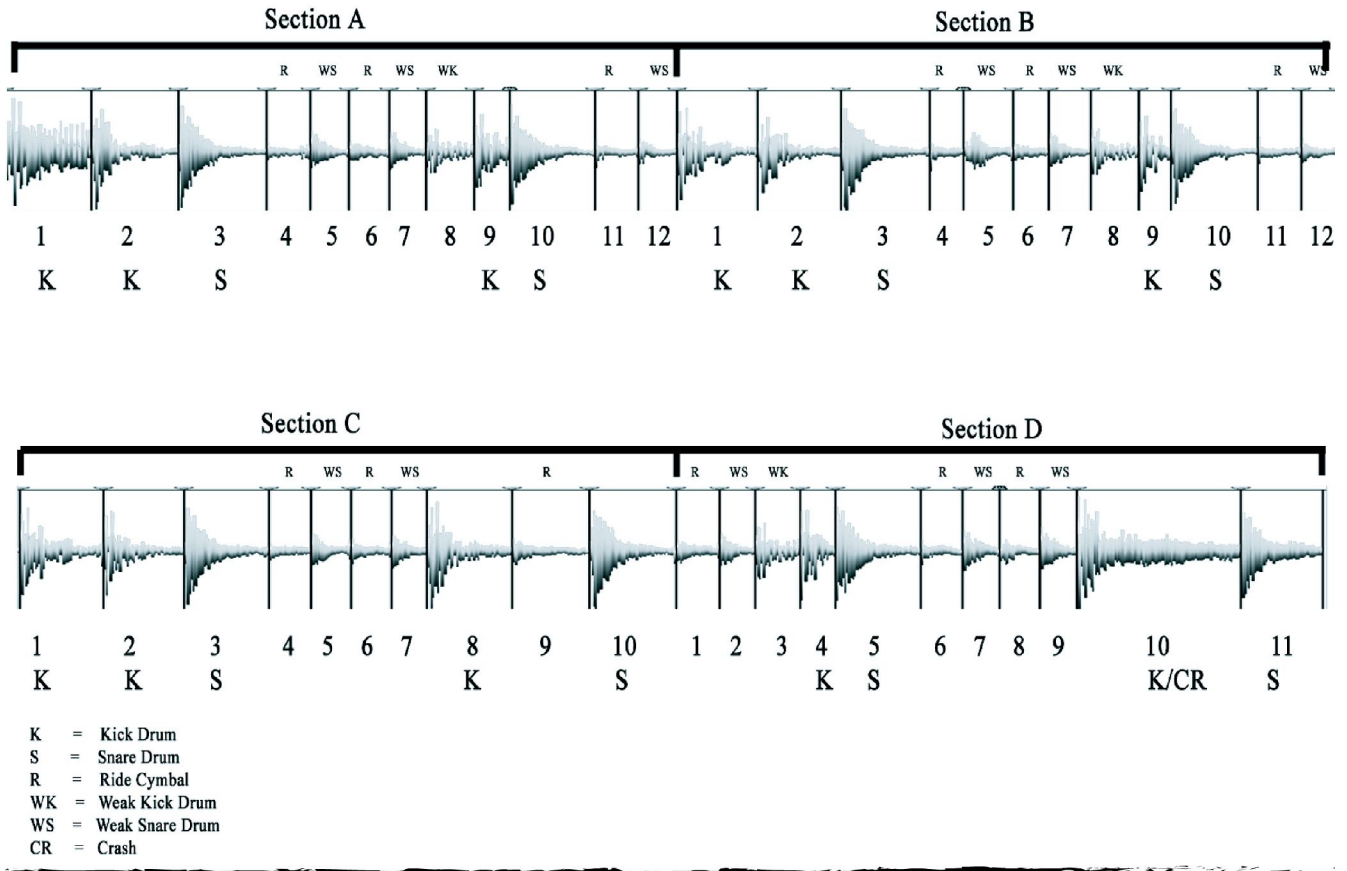 Section A Section B
R WS R WS WK R WS R WS R WS WK R WS
1 2 3 4 5 6 7 8 9 10 11 12 1 2 3 4 5 6 7 8 9 10 11 12
K K S K S K K S K S
Section C Section D
R WS R WS R R WS WK R WS R WS
1 2 3 4 5 6 7 8 9 10 1 2 3 4 5 6 7 8 9 10 11
K K S K S K S K/CR S
K = Kick Drum
S = Snare Drum
R = Ride Cymbal
WK = Weak Kick Drum
WS = Weak Snare Drum
CR = Crash